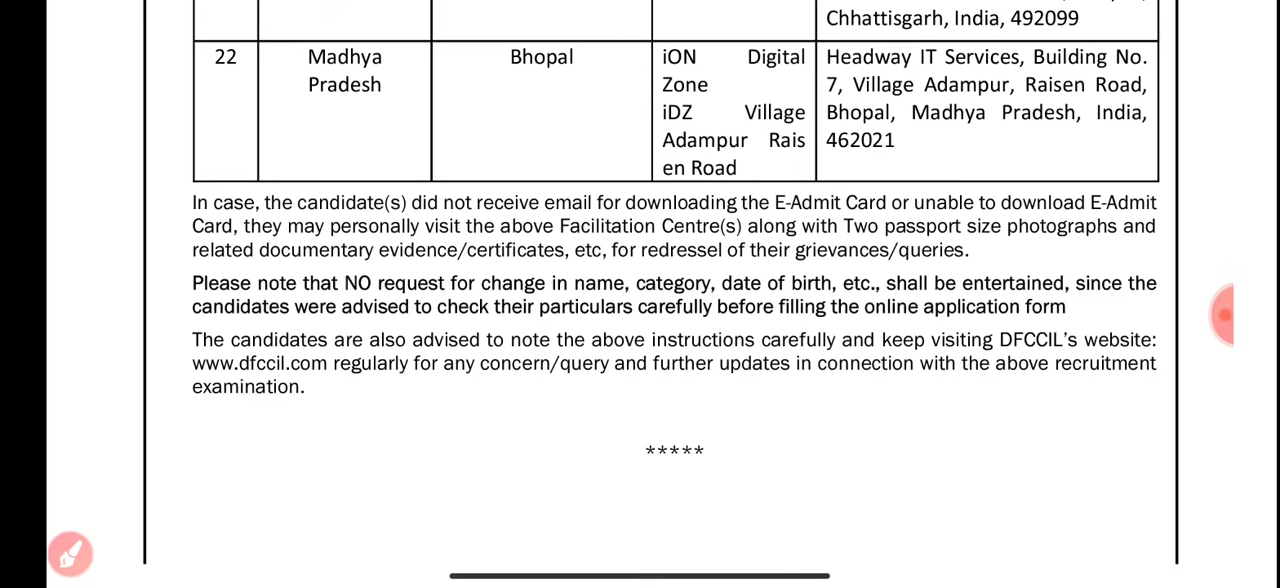 Chhattisgarh, India, 492099
22 Madhya Bhopal iON Digital Headway IT Services, Building No.
Pradesh Zone 7, Village Adampur, Raisen Road,
iDZ Village Bhopal, Madhya Pradesh, India,
Adampur Rais 462021
en Road
In case, the candidate(s) did not receive email for downloading the E-Admit Card or unable to download E-Admit
Card, they may personally visit the above Facilitation Centre(s) along with Two passport size photographs and
related documentary evidence/certificates, etc, for redressel of their grievances/queries.
Please note that NO request for change in name, category, date of birth, etc., shall be entertained, since the
candidates were advised to check their particulars carefully before filling the online application form
The candidates are also advised to note the above instructions carefully and keep visiting DFCCIL's website:
www.dfccil.com regularly for any concern/query and further updates in connection with the above recruitment
examination.
*****